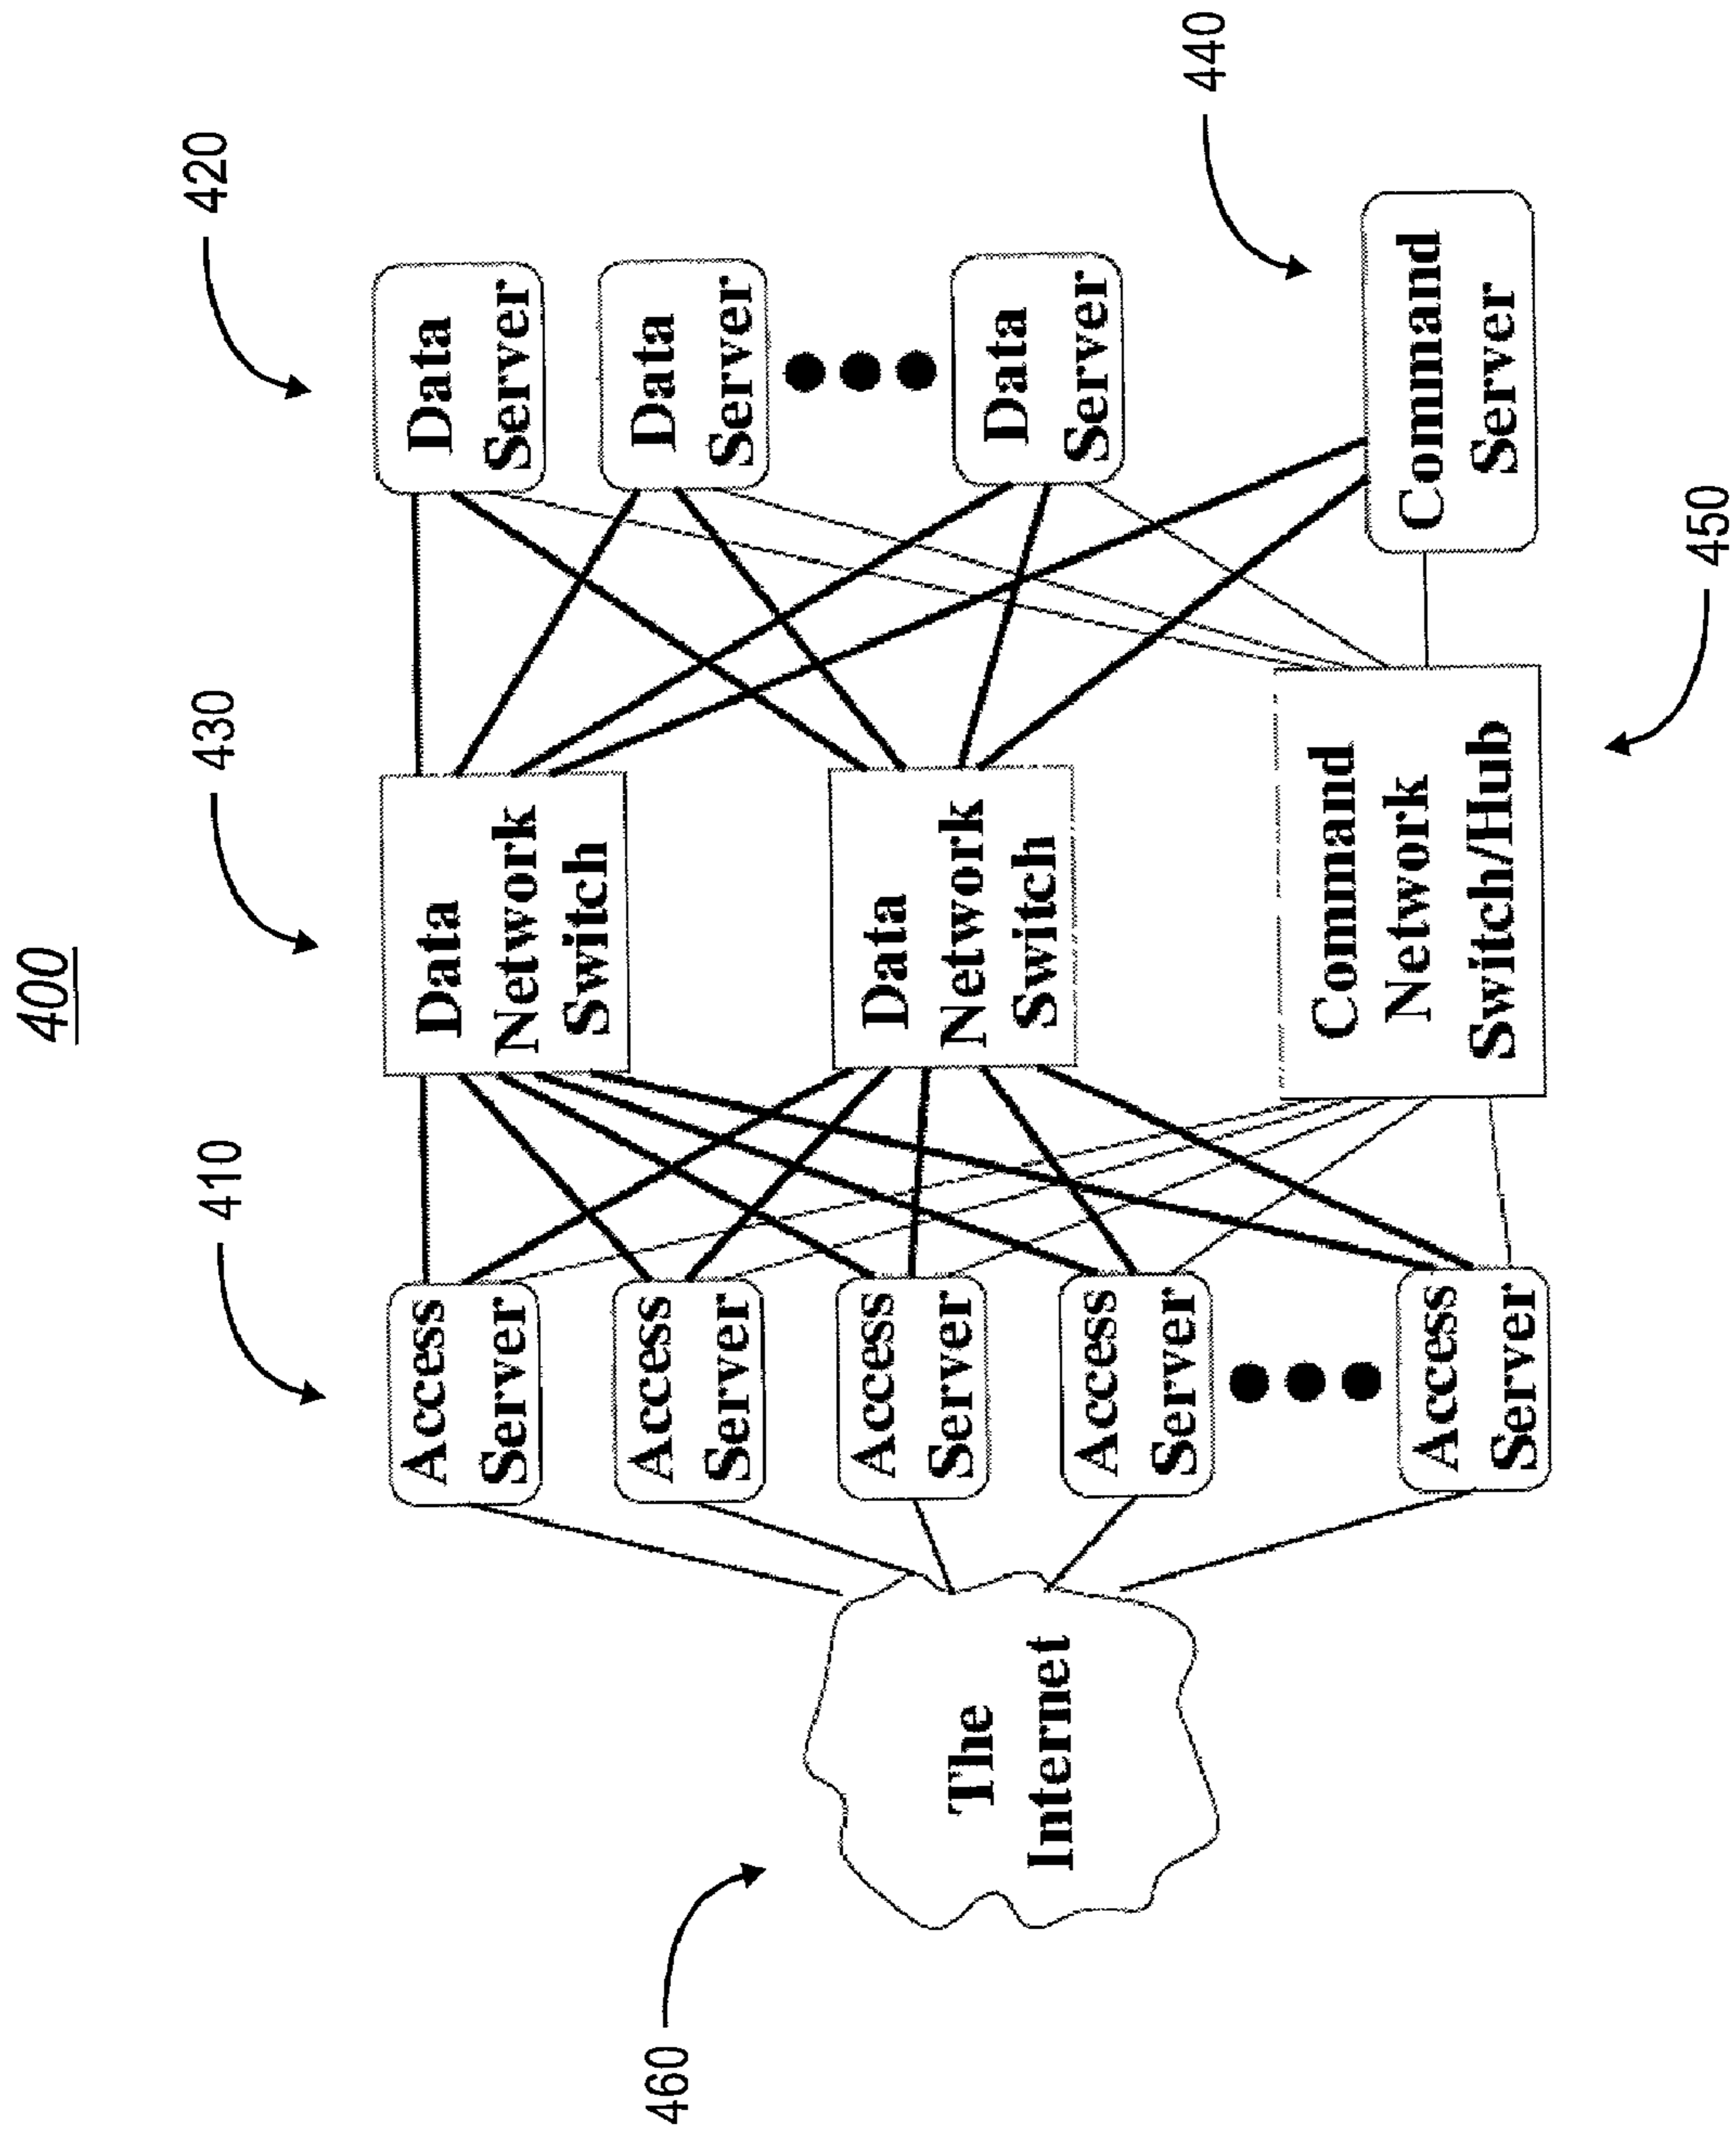 400
410
430
420
Access
Server
Access
Server
Access
Server
Access
Server
Access
Server
Data
Network
Switch
Data
Network
Switch
Command
Network
Switch/Hub
Data
Server
Data
Server
Data
Server
Command
Server
The
Internet
460
450
440